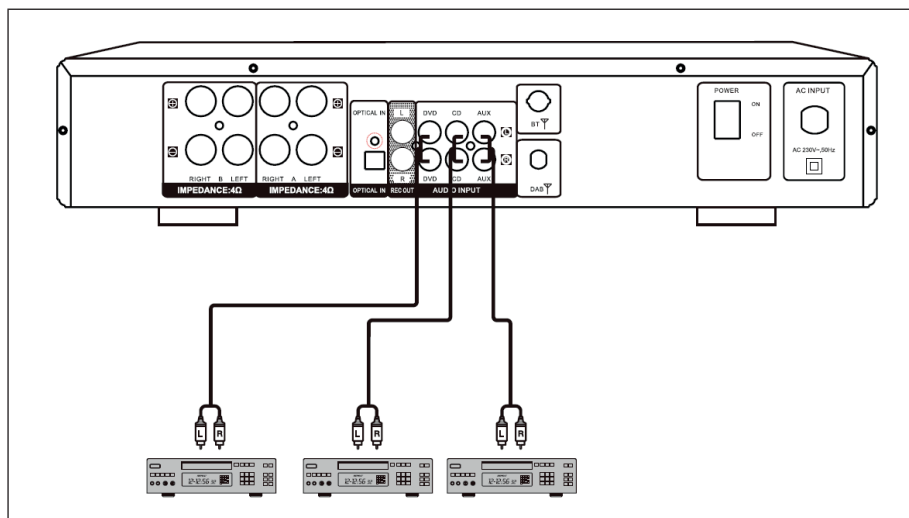 POWER
ON
OFF
AC INPUT
AC 230V~,50Hz
OPTICAL IN
L
DVD CD AUX
L
BT
R
R
DVD CD AUX
DAB
RIGHT B LEFT
RIGHT A LEFT
IMPEDANCE:4Ω
IMPEDANCE:4Ω
OPTICAL IN
REC OUT
AUDIO INPUT
L R
L R
L R